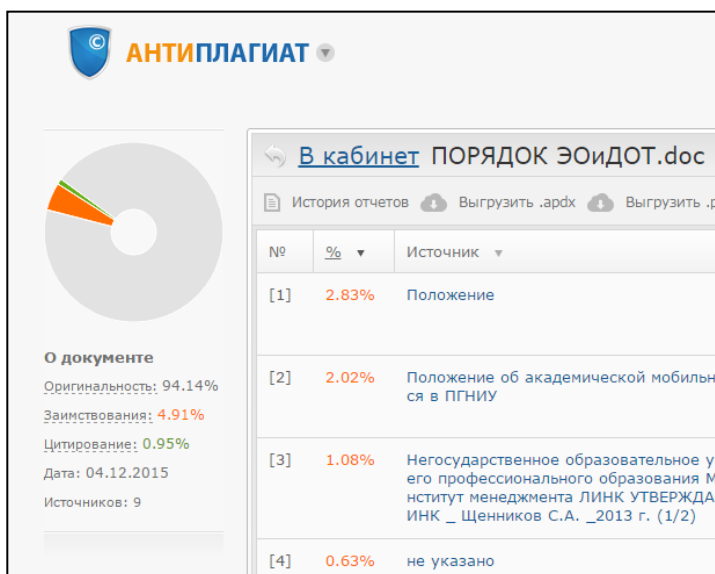 ©
АНТИПЛАГИАТ
В кабинет ПОРЯДОК ЭОиДОТ.doc
История отчетов Выгрузить .apdx Выгрузить
№ % Источник
[1] 2.83% Положение
О документе
Оригинальность: 94.14%
Заимствования: 4.91%
Цитирование: 0.95%
Дата: 04.12.2015
Источников: 9
[2] 2.02% Положение об академической мобильн
ся в ПГНИУ
[3] 1.08% Негосударственное образовательное у
его профессионального образования М
нститут менеджмента ЛИНК УТВЕРЖДА
ИНК _ Щенников С.А. _2013 г. (1/2)
[4] 0.63% не указано